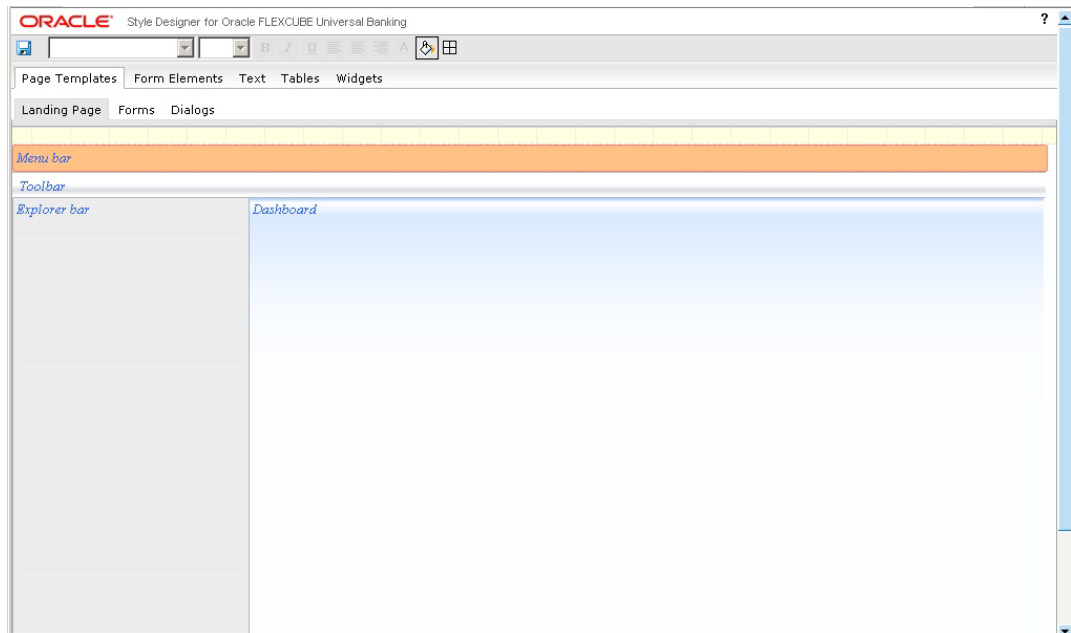 ORACLE® Style Designer for Oracle FLEXCUBE Universal Banking ?
B I U A
Page Templates Form Elements Text Tables Widgets
Landing Page Forms Dialogs
Menu bar
Toolbar
Explorer bar Dashboard